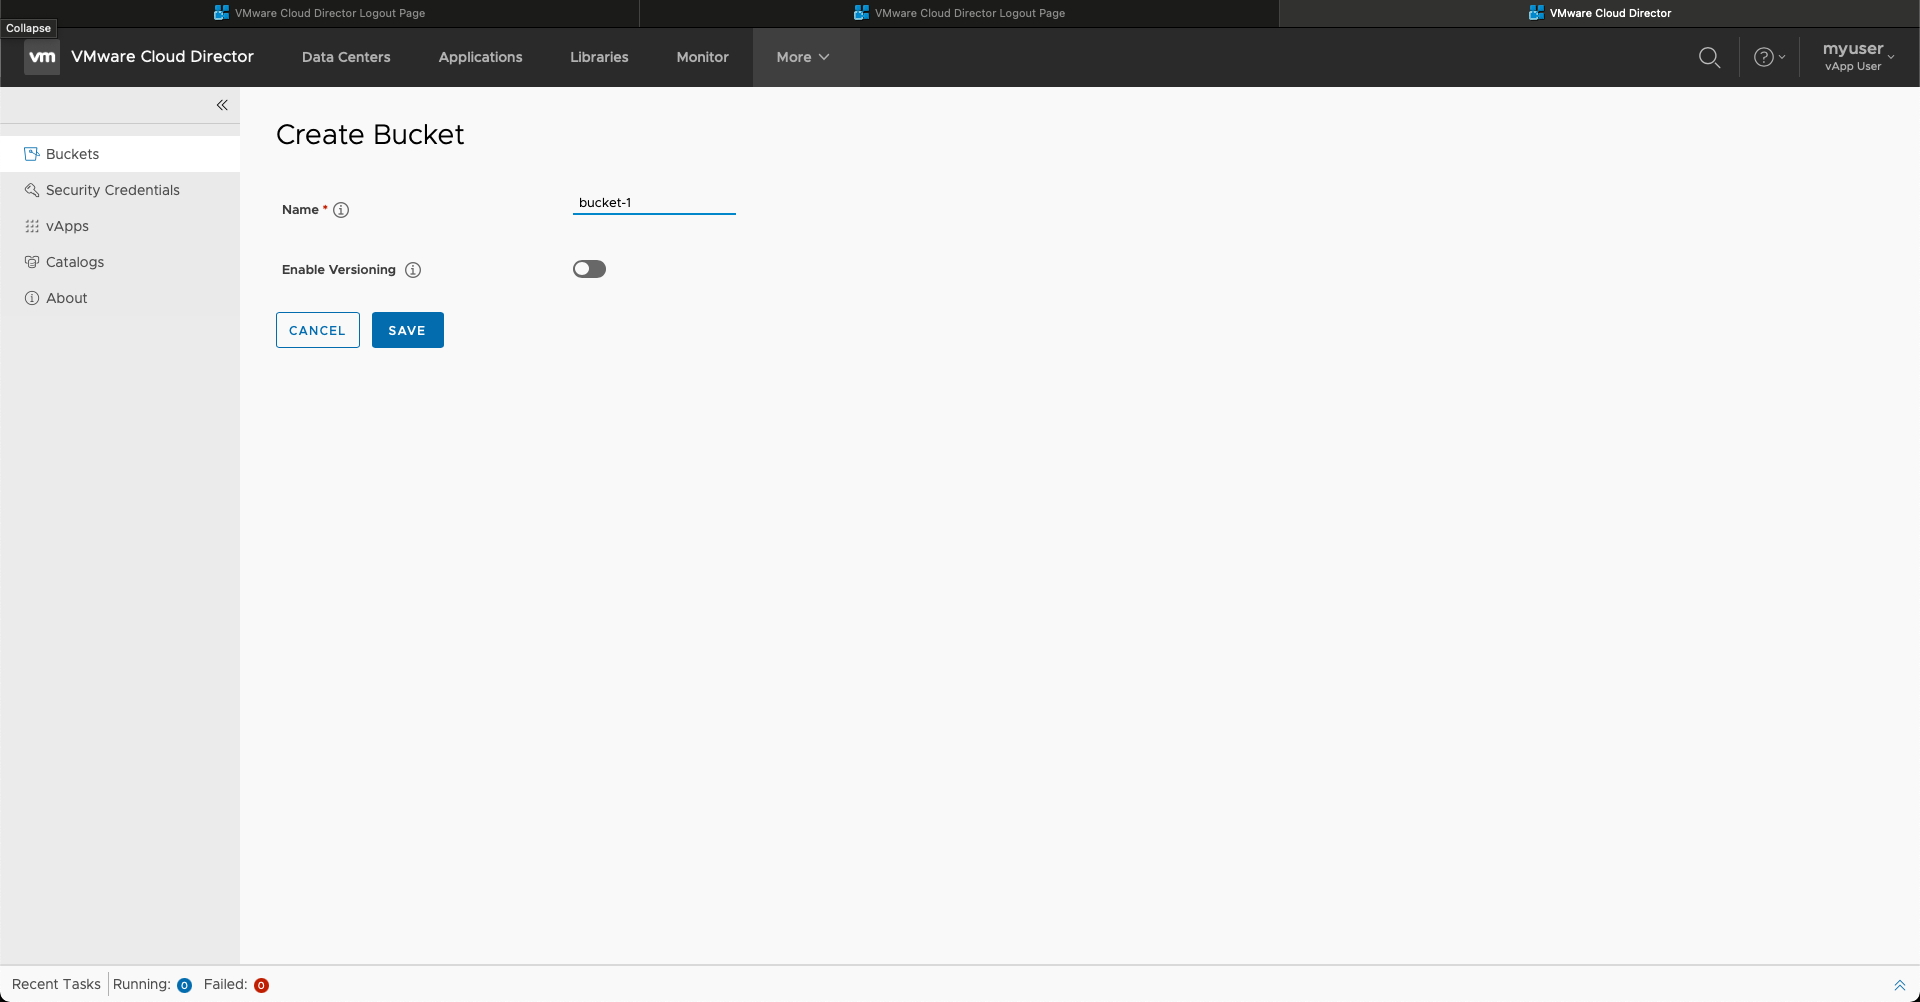 VMware Cloud Director Logout Page
VMware Cloud Director Logout Page
VMware Cloud Director
Collapse
vm VMware Cloud Director Data Centers Applications Libraries Monitor More
myuser
vApp User
Buckets
Security Credentials
vApps
Catalogs
About
Create Bucket
Name *
bucket-1
Enable Versioning
CANCEL SAVE
Recent Tasks Running: 0 Failed: 0